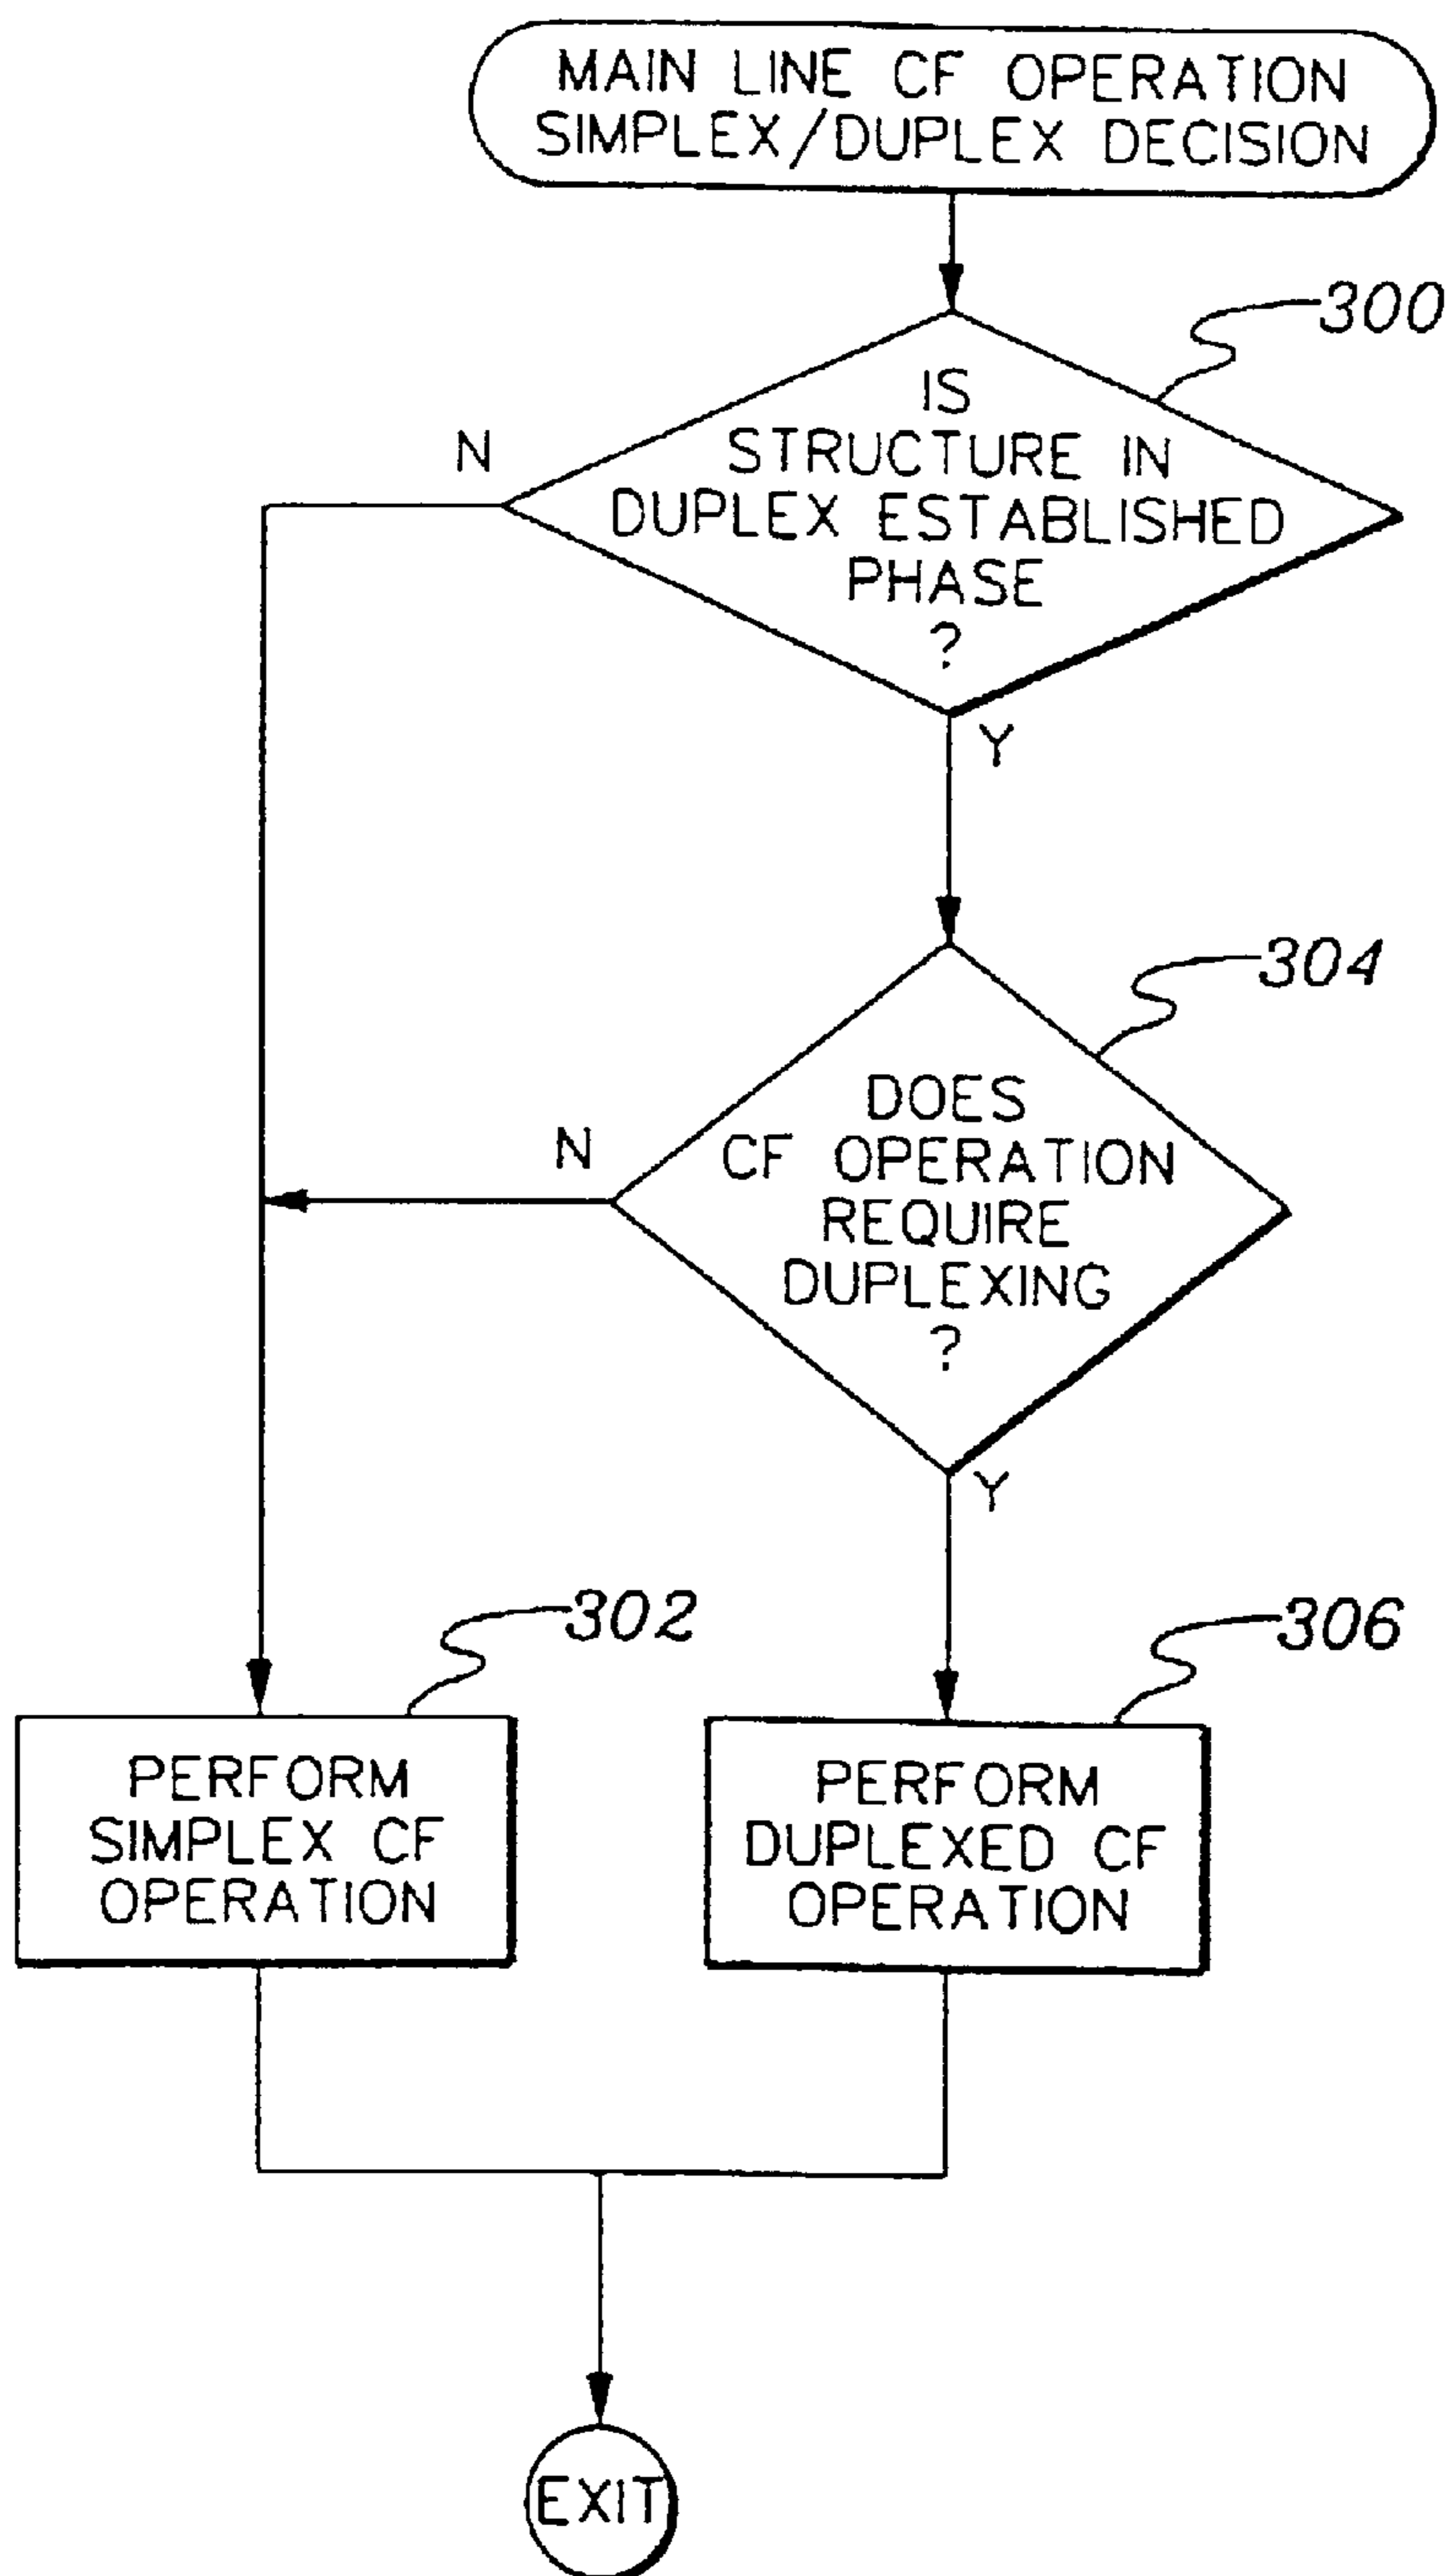 MAIN LINE CF OPERATION
SIMPLEX/DUPLEX DECISION
300
IS
STRUCTURE IN
DUPLEX ESTABLISHED
PHASE
?
N
Y
304
DOES
CF OPERATION
REQUIRE
DUPLEXING
?
N
Y
302
PERFORM
SIMPLEX CF
OPERATION
306
PERFORM
DUPLEXED CF
OPERATION
EXIT